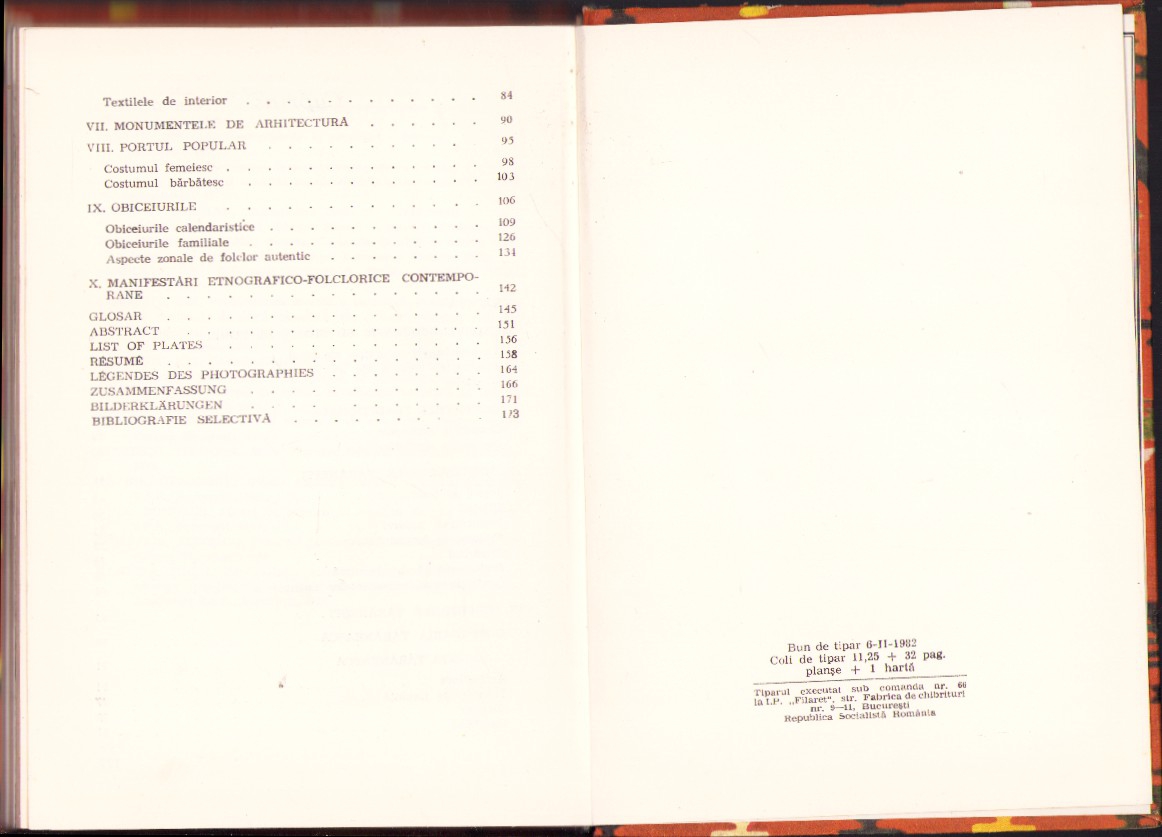 Textilele de interior . . . . . . . . . . . . 84
VII. MONUMENTELE DE ARHITECTURĂ . . . . . . 90
VIII. PORTUL POPULAR . . . . . . . . . . 95
Costumul femeiesc . . . . . . . . . . . . . 98
Costumul bărbătesc . . . . . . . . . . . . 103
IX. OBICEIURILE . . . . . . . . . . . . . 106
Obiceiurile calendaristice . . . . . . . . . . . 109
Obiceiurile familiale . . . . . . . . . . . . 126
Aspecte zonale de folclor autentic . . . . . . . . 134
X. MANIFESTĂRI ETNOGRAFICO-FOLCLORICE CONTEMPO-
RANE . . . . . . . . . . . . . . . . 142
GLOSAR . . . . . . . . . . . . . . . . 145
ABSTRACT . . . . . . . . . . . . . . . 151
LIST OF PLATES . . . . . . . . . . . . . 156
RÉSUMÉ . . . . . . . . . . . . . . . . 158
LÉGENDES DES PHOTOGRAPHIES . . . . . . . . 164
ZUSAMMENFASSUNG . . . . . . . . . . . . 166
BILDERKLÄRUNGEN . . . . . . . . . . . . 171
BIBLIOGRAFIE SELECTIVĂ . . . . . . . . . 173
Bun de tipar 6-II-1982
Coli de tipar 11,25 + 32 pag.
planşe + 1 hartă
Tiparul executat sub comanda nr. 66
la I.P. „Filaret“, str. Fabrica de chibrituri
nr. 9—11, Bucureşti
Republica Socialistă România